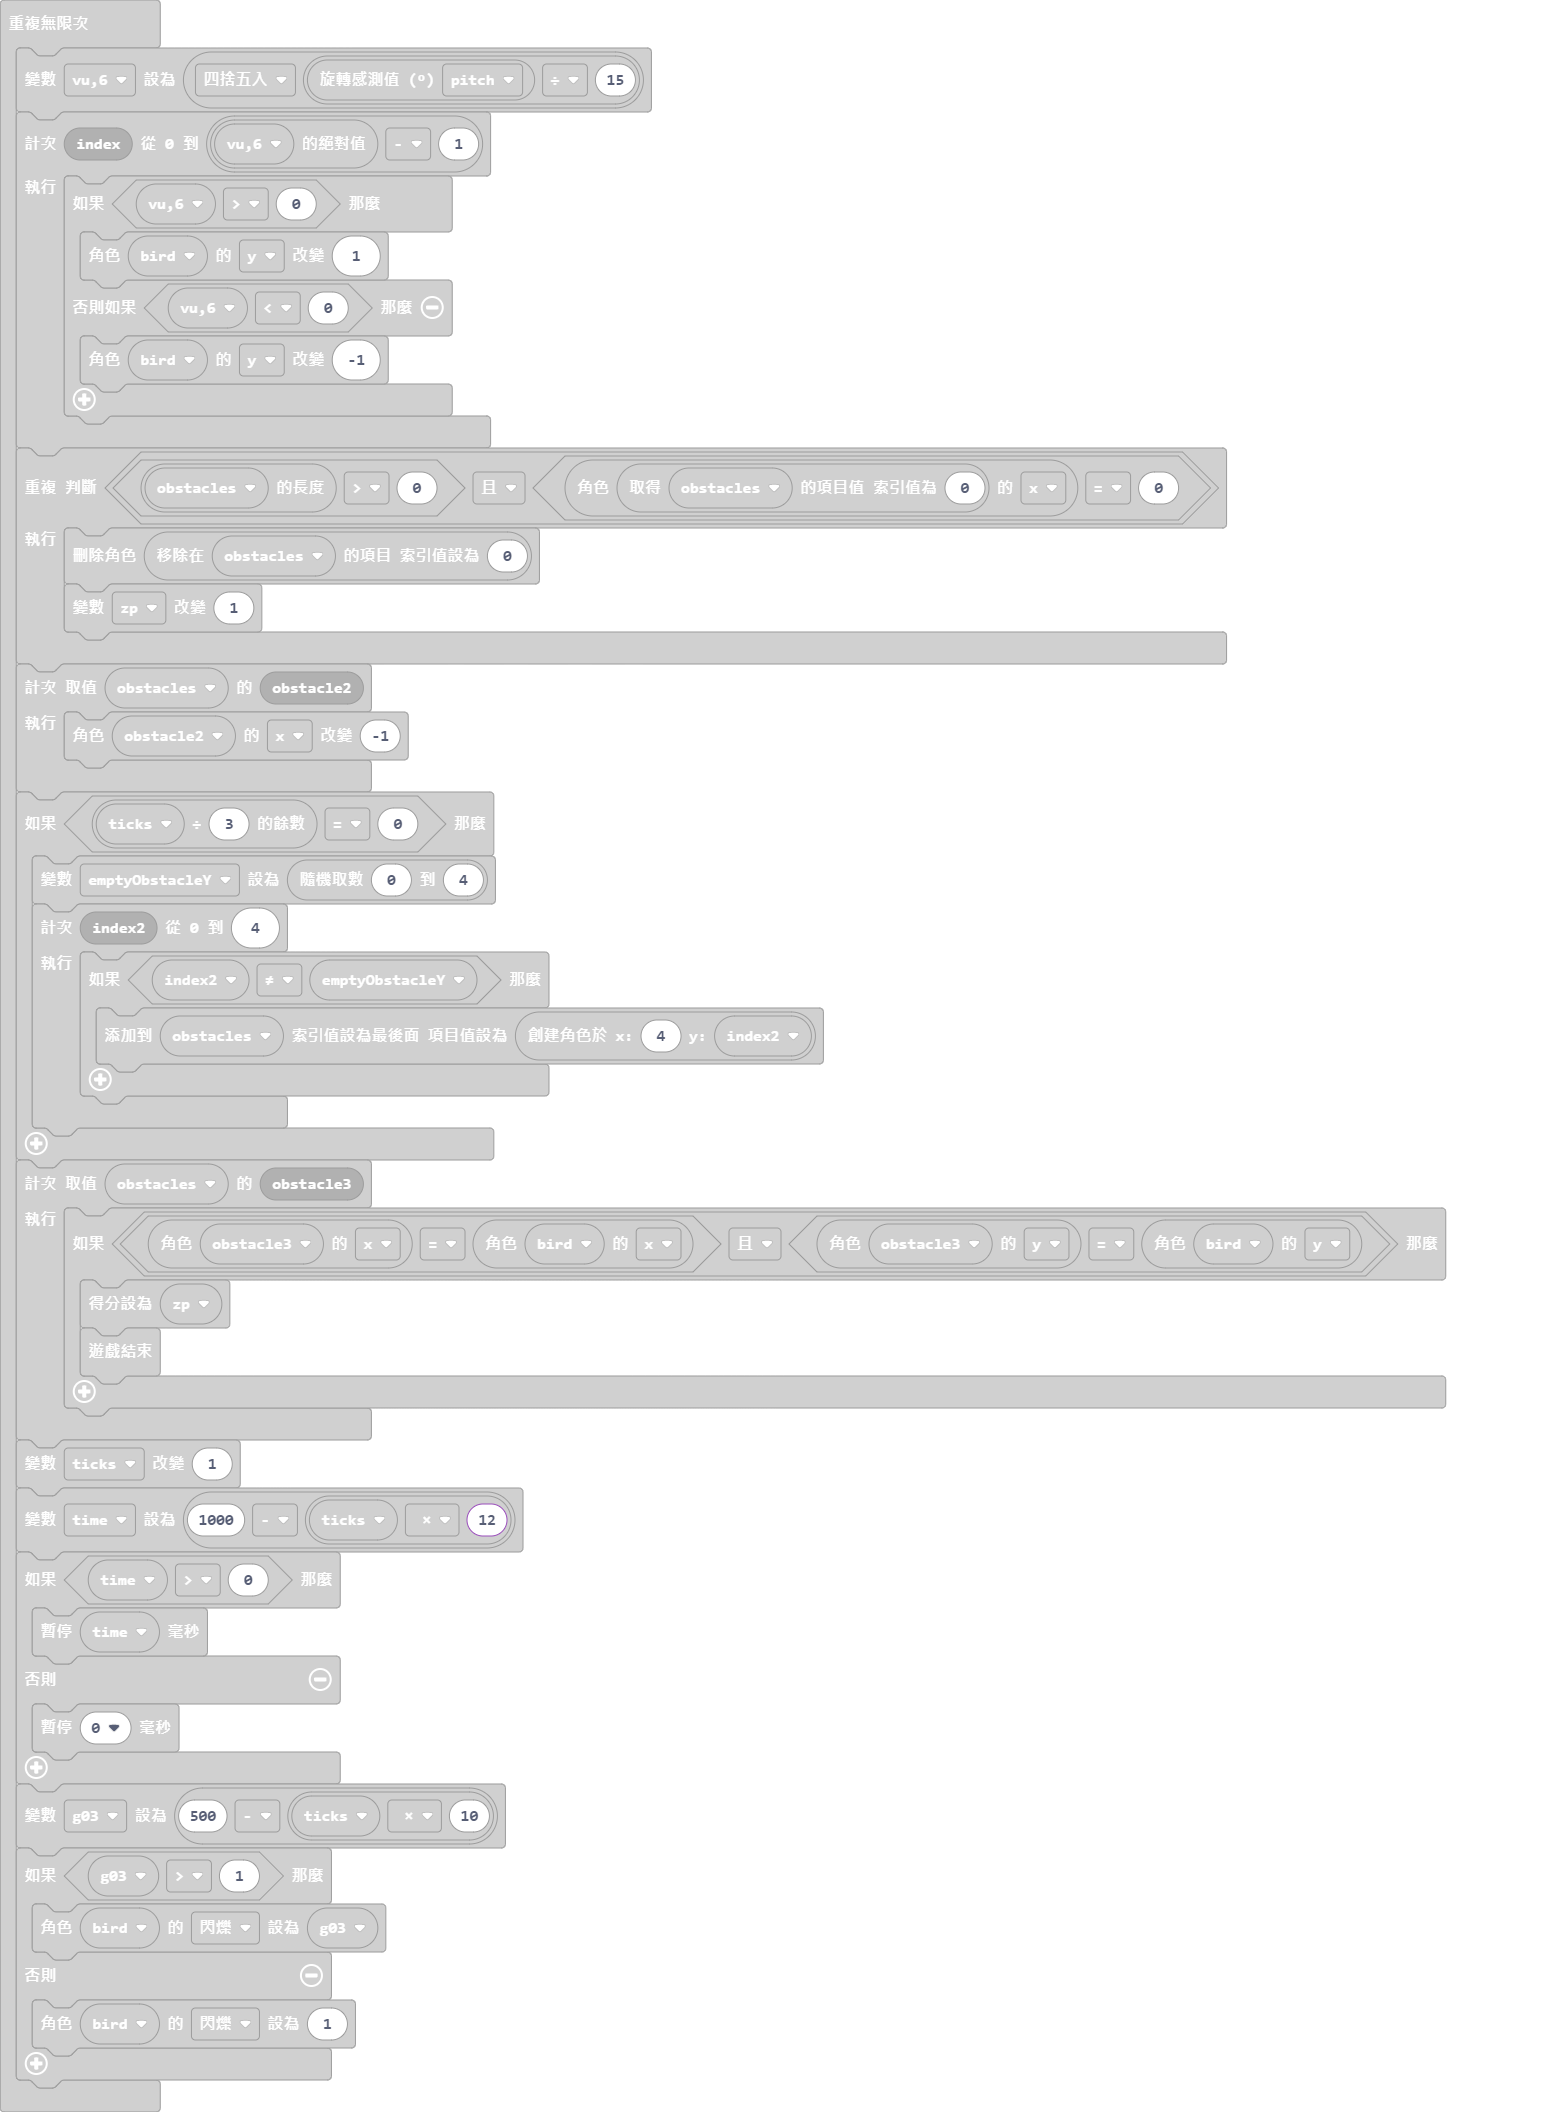 重複無限次
變數 vu,6 設為 四捨五入 旋轉感測值 (º) pitch ÷ 15
計次 index 從 0 到 vu,6 的絕對值 - 1
執行
如果 vu,6 > 0 那麼
角色 bird 的 y 改變 1
否則如果 vu,6 < 0 那麼
角色 bird 的 y 改變 -1
重複 判斷 obstacles 的長度 > 0 且 角色 取得 obstacles 的項目值 索引值為 0 的 x = 0
執行
刪除角色 移除在 obstacles 的項目 索引值設為 0
變數 zp 改變 1
計次 取值 obstacles 的 obstacle2
執行
角色 obstacle2 的 x 改變 -1
如果 ticks ÷ 3 的餘數 = 0 那麼
變數 emptyObstacleY 設為 隨機取數 0 到 4
計次 index2 從 0 到 4
執行
如果 index2 ≠ emptyObstacleY 那麼
添加到 obstacles 索引值設為最後面 項目值設為 創建角色於 x: 4 y: index2
計次 取值 obstacles 的 obstacle3
執行
如果 角色 obstacle3 的 x = 角色 bird 的 x 且 角色 obstacle3 的 y = 角色 bird 的 y 那麼
得分設為 zp
遊戲結束
變數 ticks 改變 1
變數 time 設為 1000 - ticks × 12
如果 time > 0 那麼
暫停 time 毫秒
否則
暫停 0 毫秒
變數 g03 設為 500 - ticks × 10
如果 g03 > 1 那麼
角色 bird 的 閃爍 設為 g03
否則
角色 bird 的 閃爍 設為 1